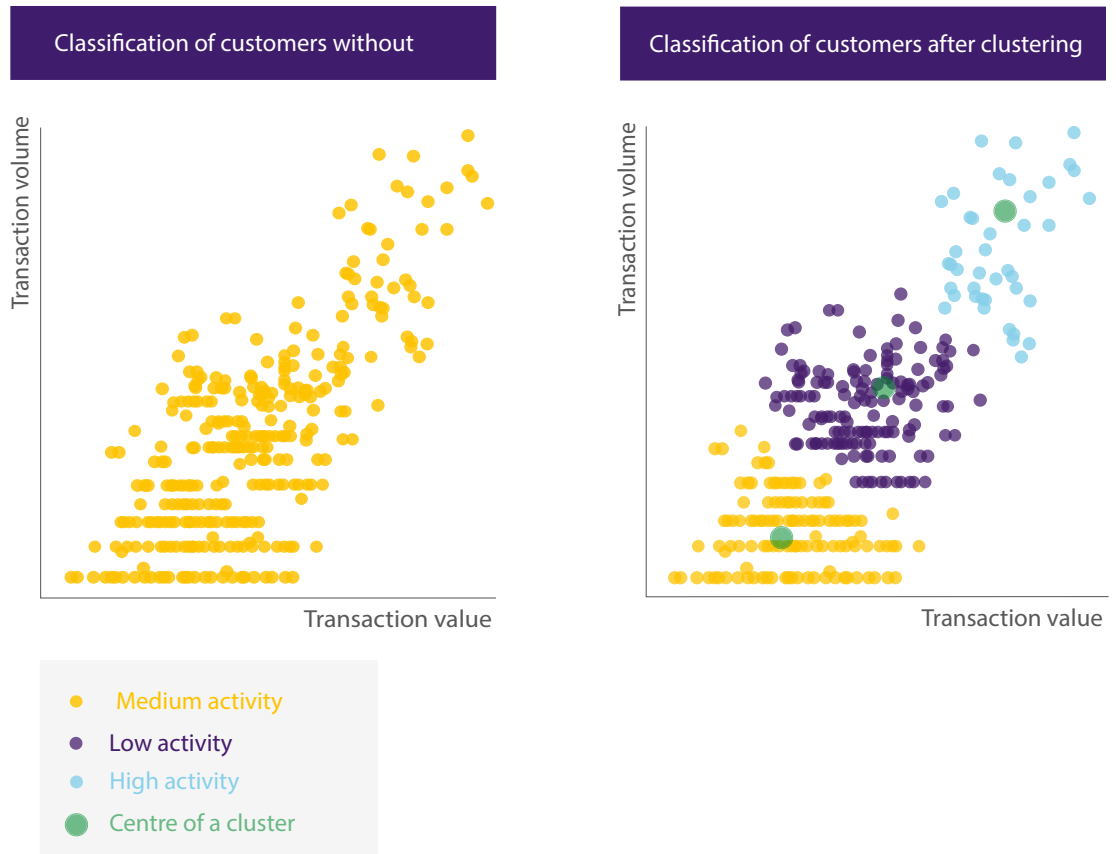 Classification of customers without
Classification of customers after clustering
Transaction volume
Transaction value
Transaction volume
Transaction value
Medium activity
Low activity
High activity
Centre of a cluster